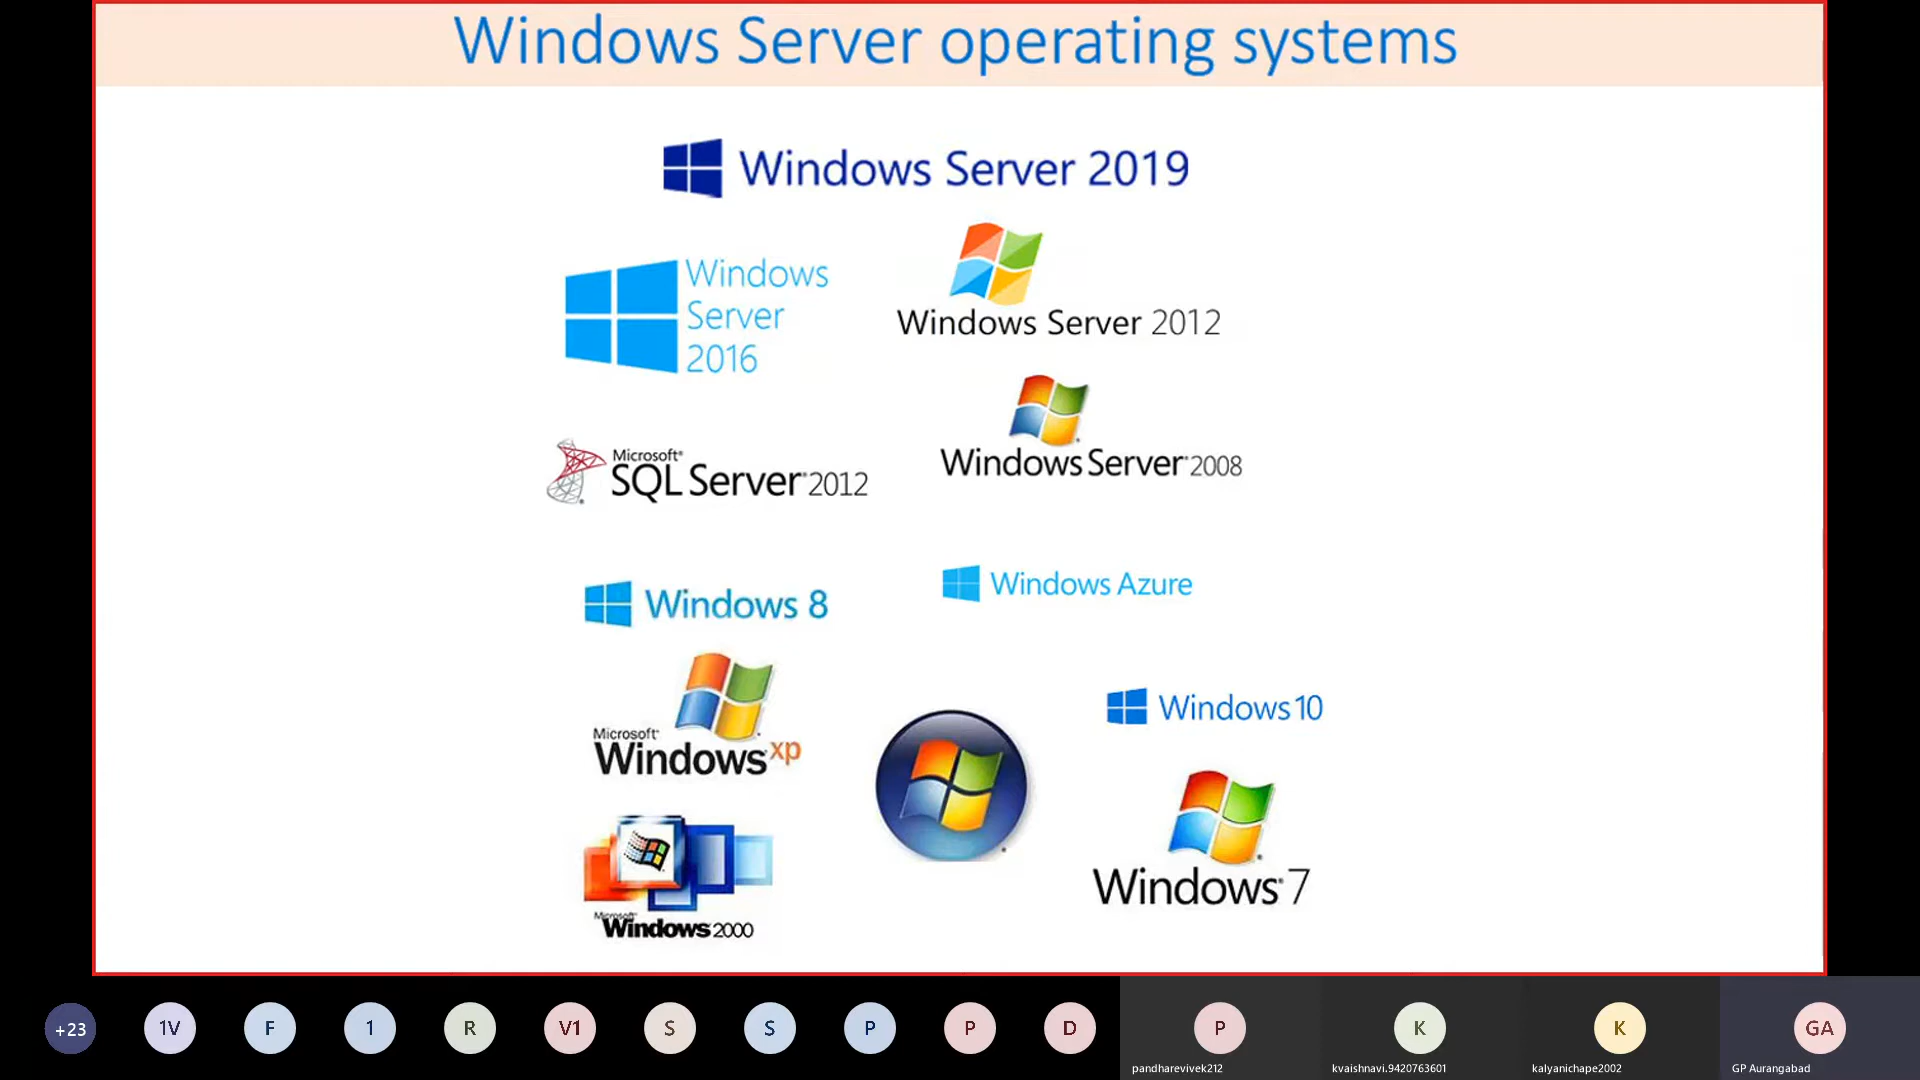 Windows Server operating systems
Windows Server 2019
Windows
Server
2016
Windows Server 2012
Microsoft®
SQL Server® 2012
Windows Server® 2008
Windows 8
Windows Azure
Microsoft®
Windows® xp
Windows 10
Windows® 7
Microsoft®
Windows® 2000
+23
1V
F
1
R
V1
S
S
P
P
D
P
K
K
GA
pandharevivek212
kvaishnavi.9420763601
kalyanichape2002
GP Aurangabad